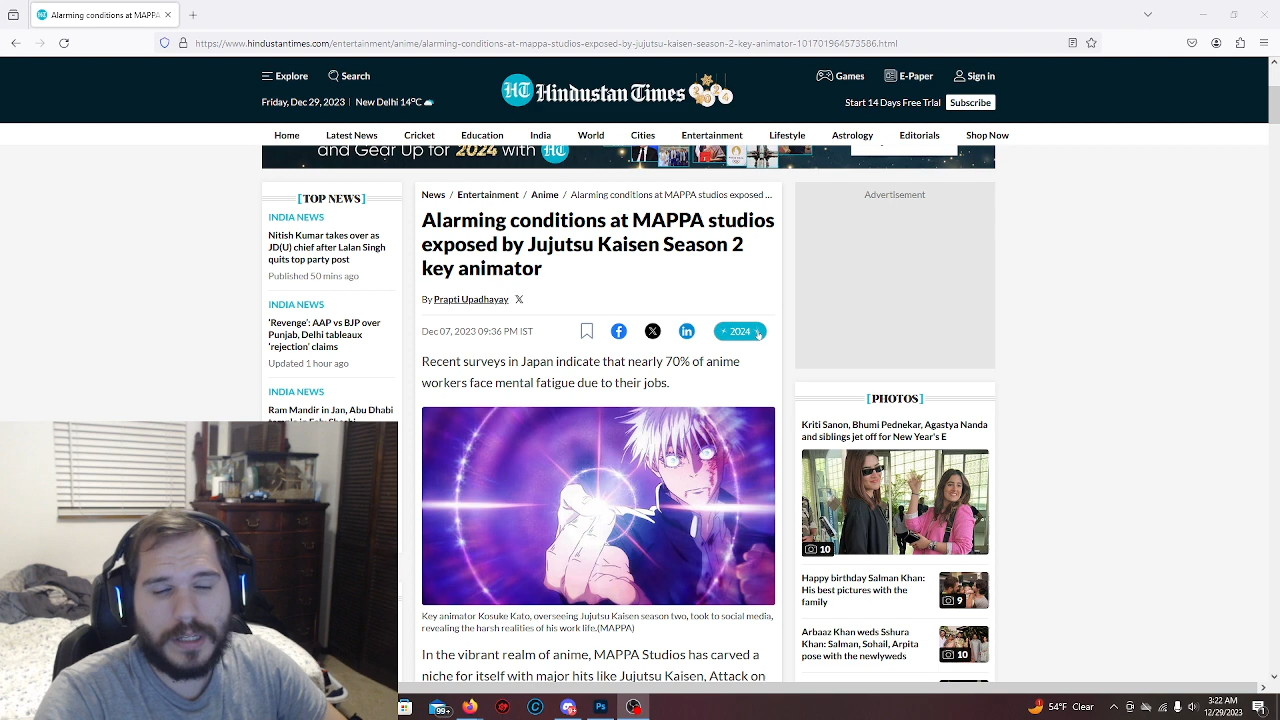 Alarming conditions at MAPPA
https://www.hindustantimes.com/entertainment/anime/alarming-conditions-at-mappa-studios-exposed-by-jujutsu-kaisen-season-2-key-animator-101701964573586.html
Explore
Search
HT Hindustan Times
Games
E-Paper
Sign in
Friday, Dec 29, 2023 | New Delhi 14°C
Start 14 Days Free Trial
Subscribe
Home
Latest News
Cricket
Education
India
World
Cities
Entertainment
Lifestyle
Astrology
Editorials
Shop Now
and Gear Up for 2024 with HT
[TOP NEWS]
INDIA NEWS
Nitish Kumar takes over as
JD(U) chief after Lalan Singh
quits top party post
Published 50 mins ago
INDIA NEWS
'Revenge': AAP vs BJP over
Punjab, Delhi tableaux
'rejection' claims
Updated 1 hour ago
INDIA NEWS
Ram Mandir in Jan, Abu Dhabi
News / Entertainment / Anime / Alarming conditions at MAPPA studios exposed ...
Alarming conditions at MAPPA studios
exposed by Jujutsu Kaisen Season 2
key animator
By Prapti Upadhayay
Dec 07, 2023 09:36 PM IST
2024
Recent surveys in Japan indicate that nearly 70% of anime
workers face mental fatigue due to their jobs.
Key animator Kosuke Kato, overseeing Jujutsu Kaisen season two, took to social media,
revealing the harsh realities of his work life.(MAPPA)
In the vibrant realm of anime, MAPPA Studios has carved a
niche for itself with major hits like Jujutsu Kaisen, Attack on
Advertisement
[PHOTOS]
Kriti Sanon, Bhumi Pednekar, Agastya Nanda
and siblings jet off for New Year's E
10
Happy birthday Salman Khan:
His best pictures with the
family
9
Arbaaz Khan weds Sshura
Khan: Salman, Sohail, Arpita
pose with the newlyweds
10
59+
Ps
54°F Clear
3:22 AM
12/29/2023